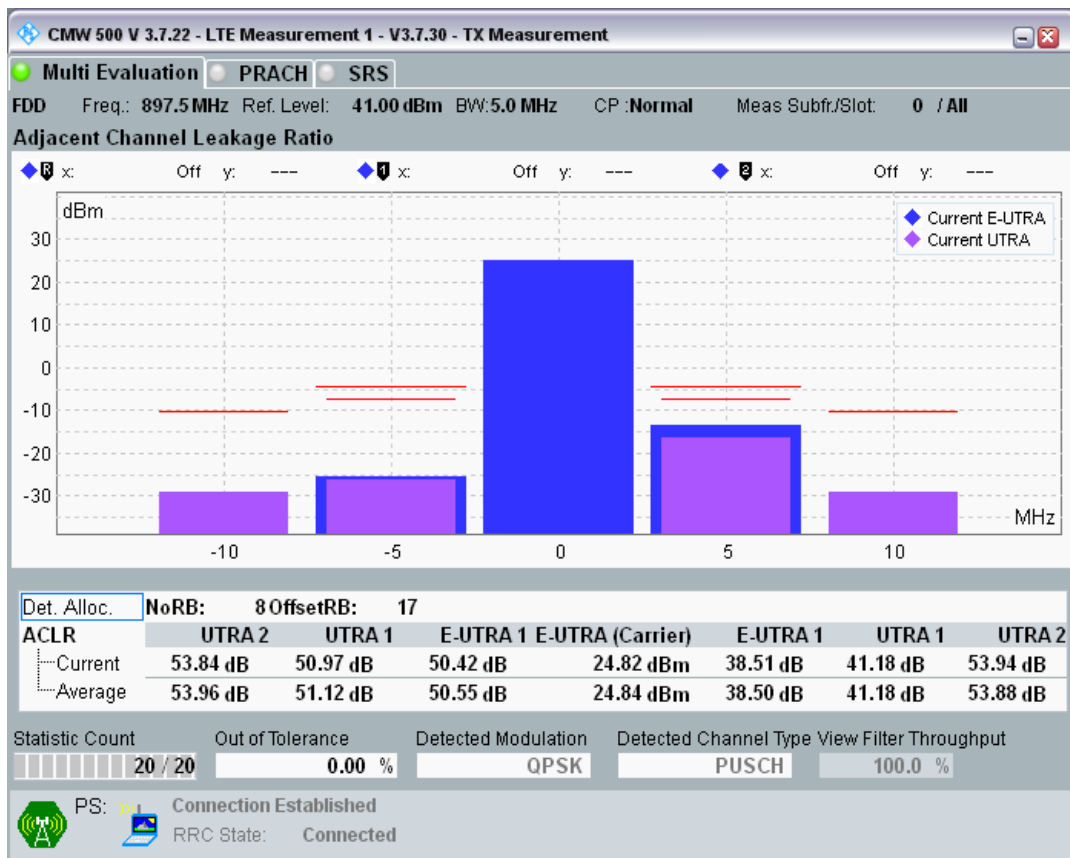 CMW 500 V 3.7.22 - LTE Measurement 1 - V3.7.30 - TX Measurement
Multi Evaluation PRACH SRS
FDD Freq.: 897.5 MHz Ref. Level: 41.00 dBm BW:5.0 MHz CP :Normal Meas Subfr./Slot: 0 / All
Adjacent Channel Leakage Ratio
R x: Off y: --- 1 x: Off y: --- 2 x: Off y: ---
dBm
Current E-UTRA
Current UTRA
30
20
10
0
-10
-20
-30
MHz
-10 -5 0 5 10
Det. Alloc. NoRB: 8 OffsetRB: 17
ACLR UTRA 2 UTRA 1 E-UTRA 1 E-UTRA (Carrier) E-UTRA 1 UTRA 1 UTRA 2
Current 53.84 dB 50.97 dB 50.42 dB 24.82 dBm 38.51 dB 41.18 dB 53.94 dB
Average 53.96 dB 51.12 dB 50.55 dB 24.84 dBm 38.50 dB 41.18 dB 53.88 dB
Statistic Count Out of Tolerance Detected Modulation Detected Channel Type View Filter Throughput
20 / 20 0.00 % QPSK PUSCH 100.0 %
PS: Connection Established
RRC State: Connected